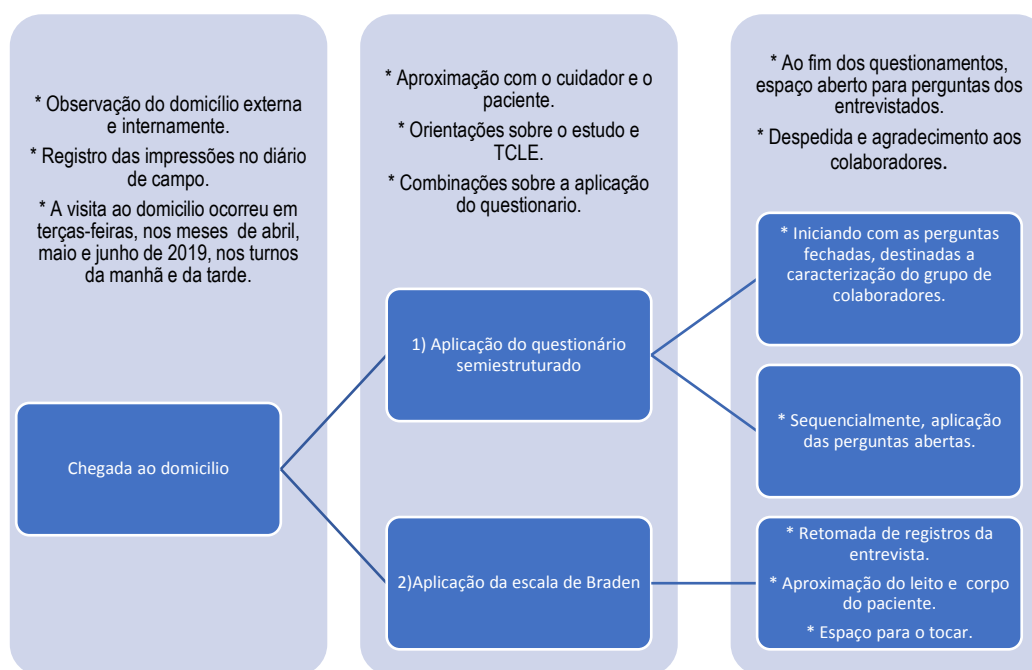 * Observação do domicílio externa
e internamente.
* Registro das impressões no diário
de campo.
* A visita ao domicilio ocorreu em
terças-feiras, nos meses de abril,
maio e junho de 2019, nos turnos
da manhã e da tarde.
Chegada ao domicilio
* Aproximação com o cuidador e o
paciente.
* Orientações sobre o estudo e
TCLE.
* Combinações sobre a aplicação
do questionario.
1) Aplicação do questionário
semiestruturado
2)Aplicação da escala de Braden
* Ao fim dos questionamentos,
espaço aberto para perguntas dos
entrevistados.
* Despedida e agradecimento aos
colaboradores.
* Iniciando com as perguntas
fechadas, destinadas a
caracterização do grupo de
colaboradores.
* Sequencialmente, aplicação
das perguntas abertas.
* Retomada de registros da
entrevista.
* Aproximação do leito e corpo
do paciente.
* Espaço para o tocar.